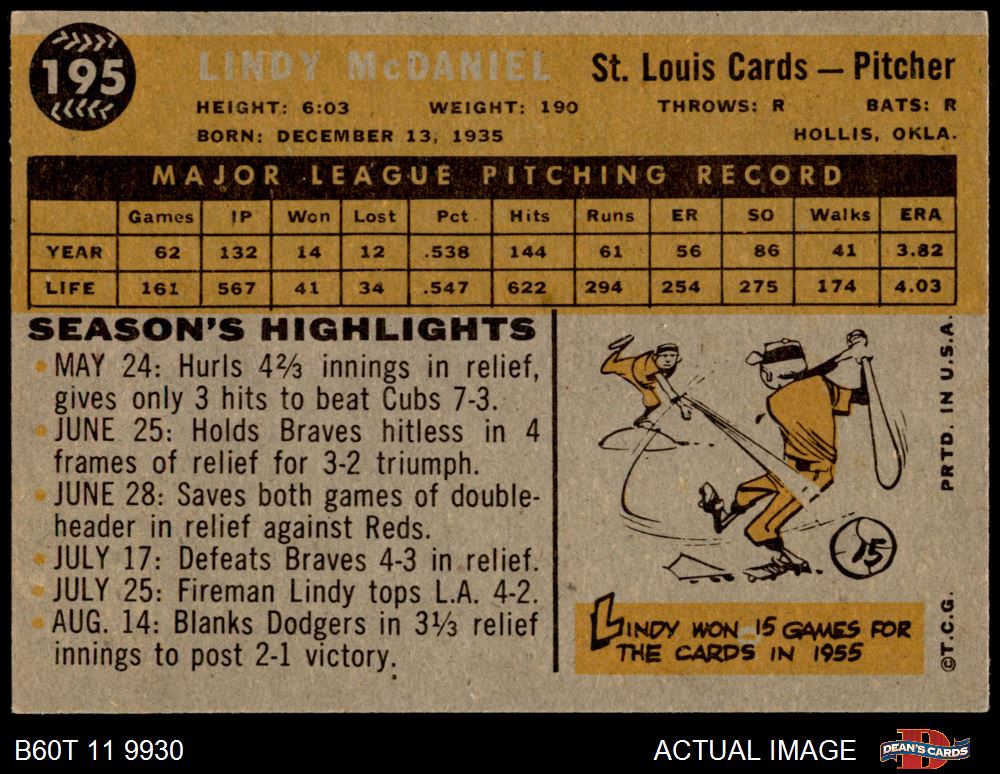 195
LINDY McDANIEL St. Louis Cards — Pitcher
HEIGHT: 6:03 WEIGHT: 190 THROWS: R BATS: R
BORN: DECEMBER 13, 1935 HOLLIS, OKLA.
MAJOR LEAGUE PITCHING RECORD
Games IP Won Lost Pct. Hits Runs ER SO Walks ERA
YEAR 62 132 14 12 .538 144 61 56 86 41 3.82
LIFE 161 567 41 34 .547 622 294 254 275 174 4.03
SEASON'S HIGHLIGHTS
• MAY 24: Hurls 4⅔ innings in relief,
gives only 3 hits to beat Cubs 7-3.
• JUNE 25: Holds Braves hitless in 4
frames of relief for 3-2 triumph.
• JUNE 28: Saves both games of double-
header in relief against Reds.
• JULY 17: Defeats Braves 4-3 in relief.
• JULY 25: Fireman Lindy tops L.A. 4-2.
• AUG. 14: Blanks Dodgers in 3⅓ relief
innings to post 2-1 victory.
15
LINDY WON 15 GAMES FOR
THE CARDS IN 1955
PRTD. IN U.S.A.
©T.C.G.
B60T 11 9930 ACTUAL IMAGE DEAN'S CARDS